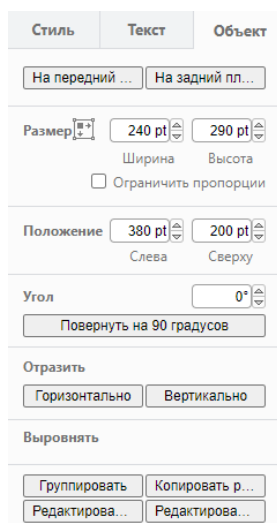 Стиль Текст Объект
На передний ... На задний пл...
Размер 240 pt 290 pt
Ширина Высота
Ограничить пропорции
Положение 380 pt 200 pt
Слева Сверху
Угол 0°
Повернуть на 90 градусов
Отразить
Горизонтально Вертикально
Выровнять
Группировать Копировать р...
Редактирова... Редактирова...